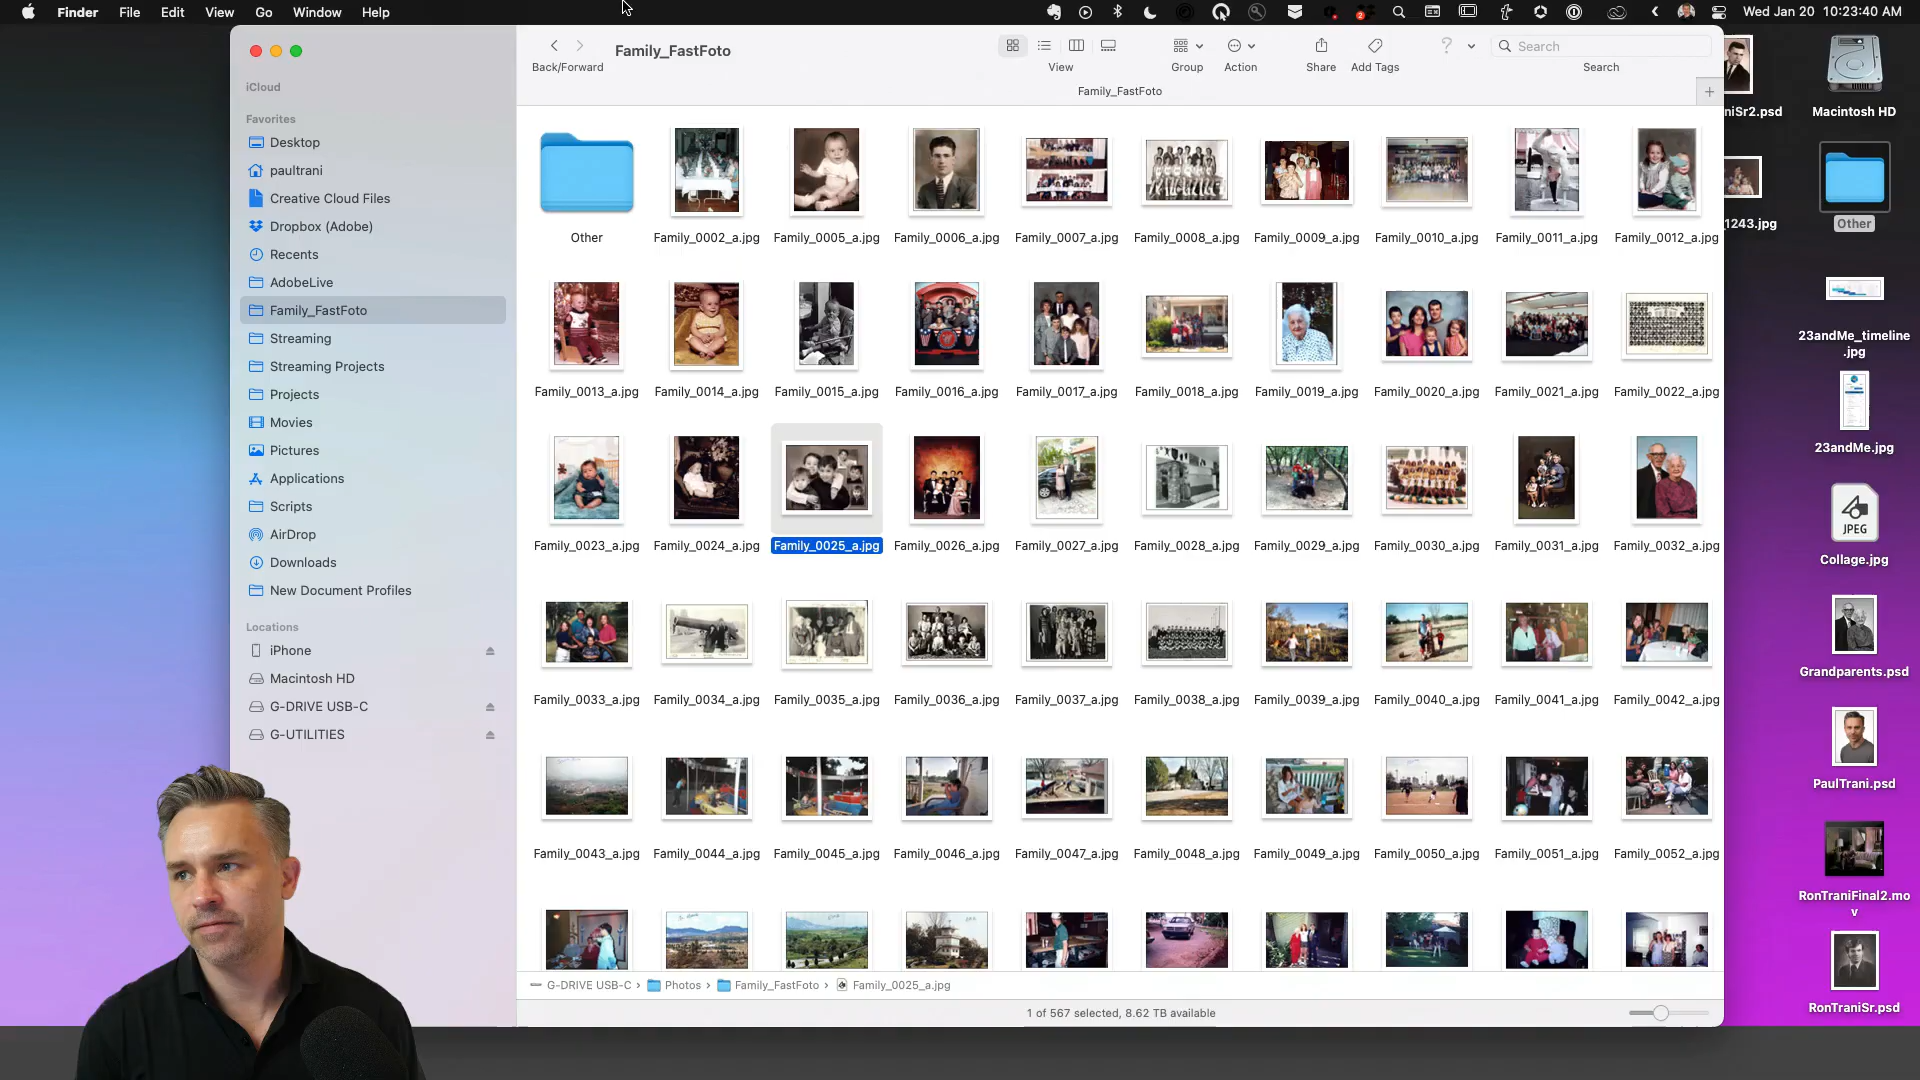 Finder File Edit View Go Window Help
2
Wed Jan 20 10:23:40 AM
Back/Forward
Family_FastFoto
View
Group
Action
Share
Add Tags
Search
Search
Family_FastFoto
iCloud
Favorites
Desktop
paultrani
Creative Cloud Files
Dropbox (Adobe)
Recents
AdobeLive
Family_FastFoto
Streaming
Streaming Projects
Projects
Movies
Pictures
Applications
Scripts
AirDrop
Downloads
New Document Profiles
Locations
iPhone
Macintosh HD
G-DRIVE USB-C
G-UTILITIES
Other Family_0002_a.jpg Family_0005_a.jpg Family_0006_a.jpg Family_0007_a.jpg Family_0008_a.jpg Family_0009_a.jpg Family_0010_a.jpg Family_0011_a.jpg Family_0012_a.jpg
Family_0013_a.jpg Family_0014_a.jpg Family_0015_a.jpg Family_0016_a.jpg Family_0017_a.jpg Family_0018_a.jpg Family_0019_a.jpg Family_0020_a.jpg Family_0021_a.jpg Family_0022_a.jpg
Family_0023_a.jpg Family_0024_a.jpg Family_0025_a.jpg Family_0026_a.jpg Family_0027_a.jpg Family_0028_a.jpg Family_0029_a.jpg Family_0030_a.jpg Family_0031_a.jpg Family_0032_a.jpg
Family_0033_a.jpg Family_0034_a.jpg Family_0035_a.jpg Family_0036_a.jpg Family_0037_a.jpg Family_0038_a.jpg Family_0039_a.jpg Family_0040_a.jpg Family_0041_a.jpg Family_0042_a.jpg
Family_0043_a.jpg Family_0044_a.jpg Family_0045_a.jpg Family_0046_a.jpg Family_0047_a.jpg Family_0048_a.jpg Family_0049_a.jpg Family_0050_a.jpg Family_0051_a.jpg Family_0052_a.jpg
G-DRIVE USB-C › Photos › Family_FastFoto › Family_0025_a.jpg
1 of 567 selected, 8.62 TB available
niSr2.psd
Macintosh HD
1243.jpg
Other
23andMe_timeline
.jpg
23andMe.jpg
JPEG
Collage.jpg
Grandparents.psd
PaulTrani.psd
RonTraniFinal2.mo
v
RonTraniSr.psd